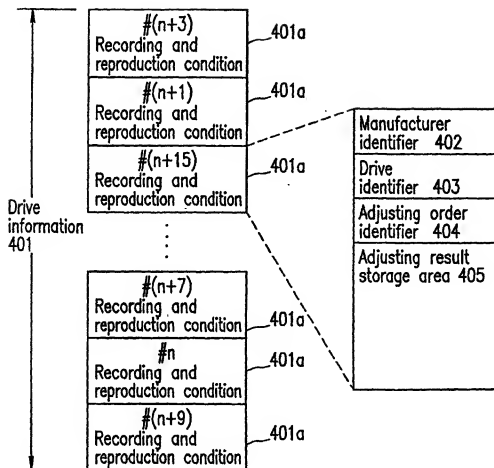 #(n+3)
Recording and
reproduction condition
401a
#(n+1)
Recording and
reproduction condition
401a
#(n+15)
Recording and
reproduction condition
401a
Drive
information
401
#(n+7)
Recording and
reproduction condition
401a
#n
Recording and
reproduction condition
401a
#(n+9)
Recording and
reproduction condition
401a
Manufacturer
identifier 402
Drive
identifier 403
Adjusting order
identifier 404
Adjusting result
storage area 405